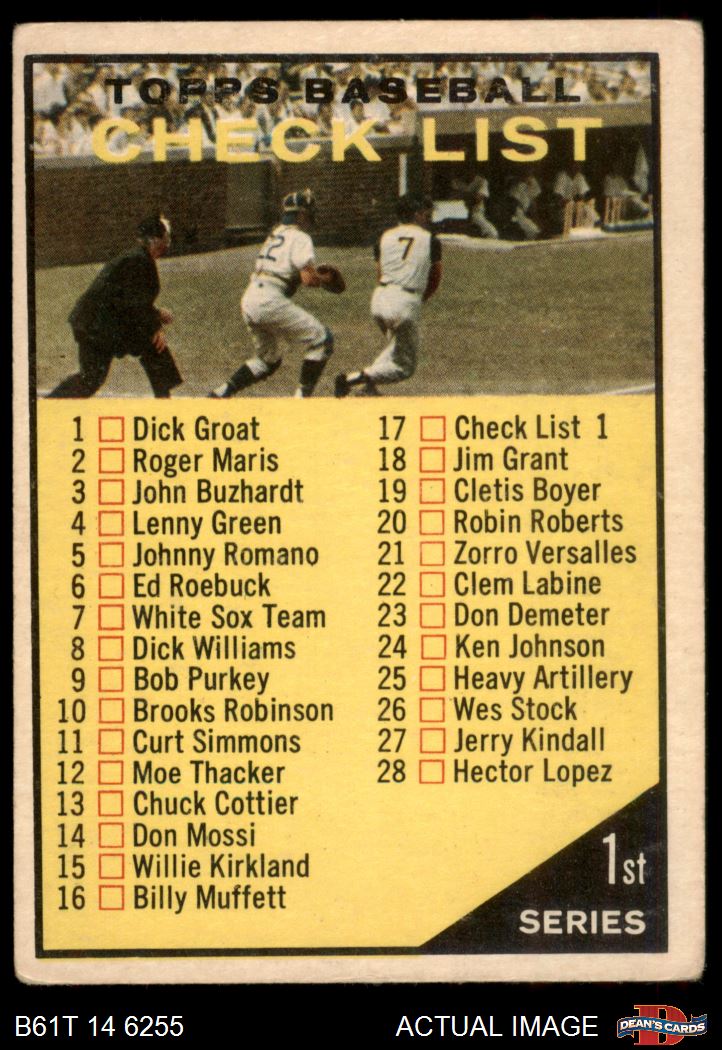 TOPPS BASEBALL
CHECK LIST
22
7
1 Dick Groat
2 Roger Maris
3 John Buzhardt
4 Lenny Green
5 Johnny Romano
6 Ed Roebuck
7 White Sox Team
8 Dick Williams
9 Bob Purkey
10 Brooks Robinson
11 Curt Simmons
12 Moe Thacker
13 Chuck Cottier
14 Don Mossi
15 Willie Kirkland
16 Billy Muffett
17 Check List 1
18 Jim Grant
19 Cletis Boyer
20 Robin Roberts
21 Zorro Versalles
22 Clem Labine
23 Don Demeter
24 Ken Johnson
25 Heavy Artillery
26 Wes Stock
27 Jerry Kindall
28 Hector Lopez
1st
SERIES
B61T 14 6255
ACTUAL IMAGE
D
DEAN'S CARDS